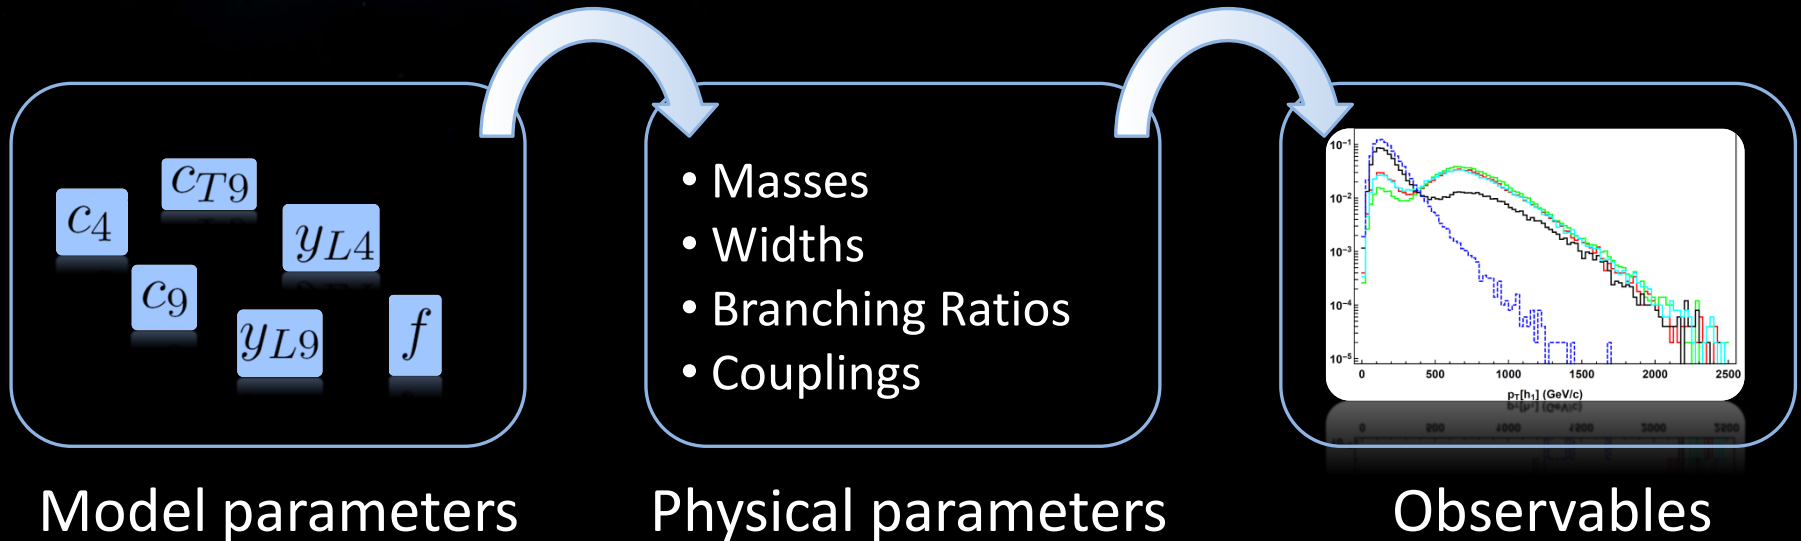 c4
cT9
yL4
c9
yL9
f
Model parameters
• Masses
• Widths
• Branching Ratios
• Couplings
Physical parameters
10⁻¹
10⁻²
10⁻³
10⁻⁴
10⁻⁵
0 500 1000 1500 2000 2500
pT[h1] (GeV/c)
Observables